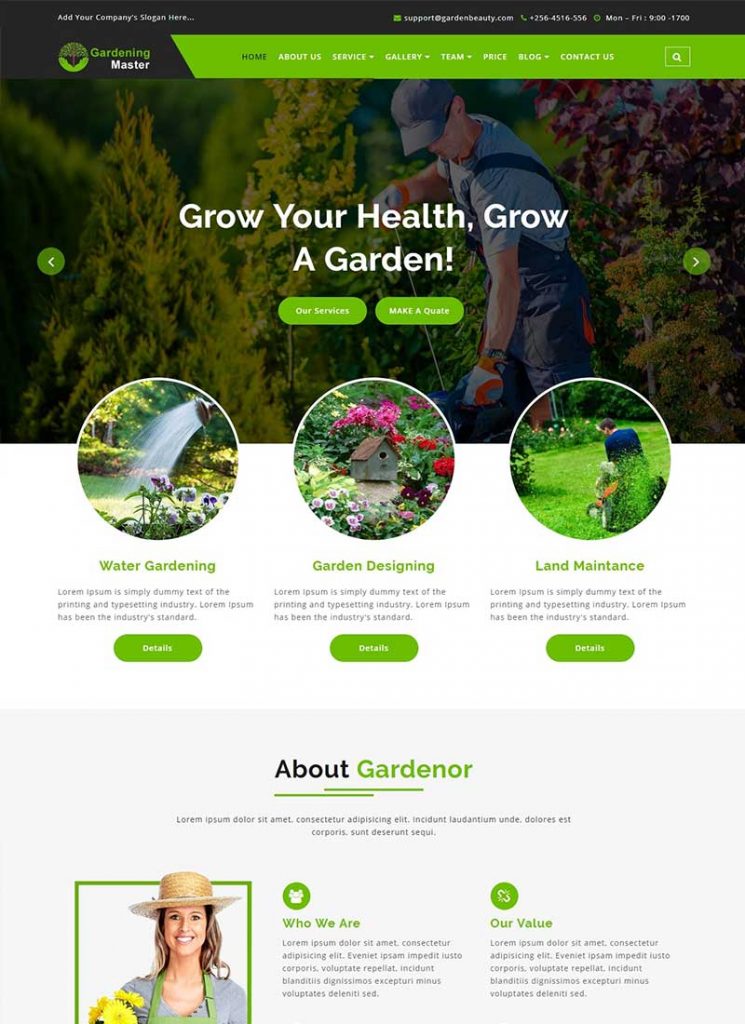 Add Your Company's Slogan Here...
support@gardenbeauty.com +256-4516-556 Mon - Fri : 9:00 -1700
Gardening
Master
HOME ABOUT US SERVICE GALLERY TEAM PRICE BLOG CONTACT US
Grow Your Health, Grow
A Garden!
Our Services MAKE A Quate
Water Gardening
Lorem Ipsum is simply dummy text of the
printing and typesetting industry. Lorem Ipsum
has been the industry's standard.
Details
Garden Designing
Lorem Ipsum is simply dummy text of the
printing and typesetting industry. Lorem Ipsum
has been the industry's standard.
Details
Land Maintance
Lorem Ipsum is simply dummy text of the
printing and typesetting industry. Lorem Ipsum
has been the industry's standard.
Details
About Gardenor
Lorem ipsum dolor sit amet, consectetur adipisicing elit. Incidunt laudantium unde, dolores est
corporis, sunt deserunt sequi.
Who We Are
Lorem ipsum dolor sit amet, consectetur
adipisicing elit. Eveniet ipsum eius, eum
corporis, voluptate repellat, incidunt
blanditiis dignissimos excepturi minus
voluptates deleniti sed.
Our Value
Lorem ipsum dolor sit amet, consectetur
adipisicing elit. Eveniet ipsum eius, eum
corporis, voluptate repellat, incidunt
blanditiis dignissimos excepturi minus
voluptates deleniti sed.